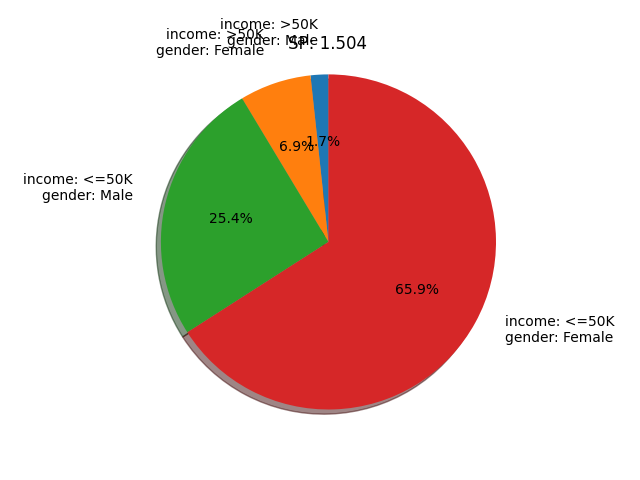 income: >50K
gender: Male
SP: 1.504
income: >50K
gender: Female
1.7%
6.9%
income: <=50K
gender: Male
25.4%
65.9%
income: <=50K
gender: Female